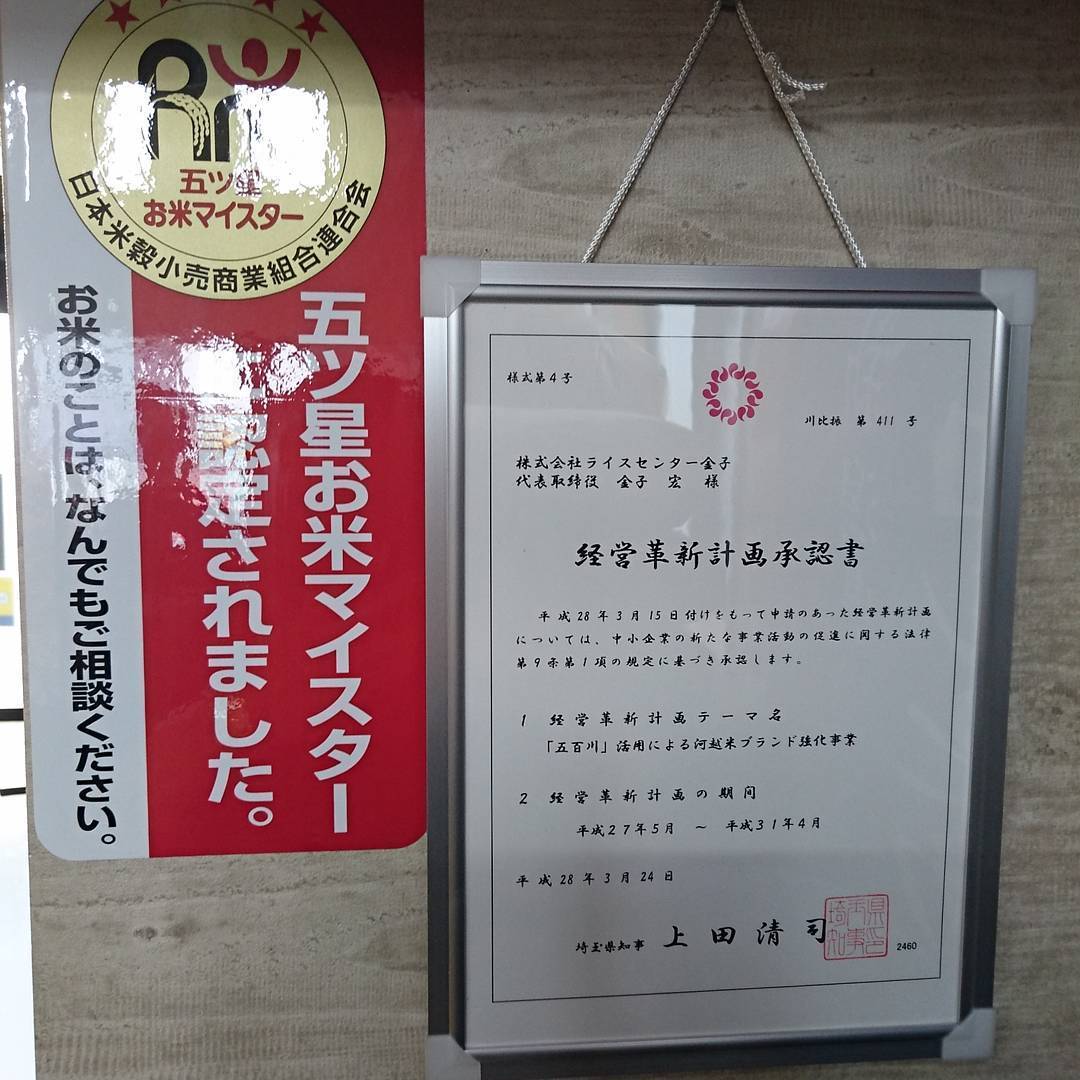 五ツ星
お米マイスター
日本米穀小売商業組合連合会
五ツ星お米マイスター
に認定されました。
お米のことは、なんでもご相談ください。
様式第4号
川比振 第 411 号
株式会社ライスセンター金子
代表取締役 金子 宏 様
経営革新計画承認書
平成28年3月15日付けをもって申請のあった経営革新計画
については、中小企業の新たな事業活動の促進に関する法律
第9条第1項の規定に基づき承認します。
1 経営革新計画テーマ名
「五百川」活用による河越米ブランド強化事業
2 経営革新計画の期間
平成27年5月 ～ 平成31年4月
平成28年3月24日
埼玉県知事 上田清司
埼玉県知事印
2460